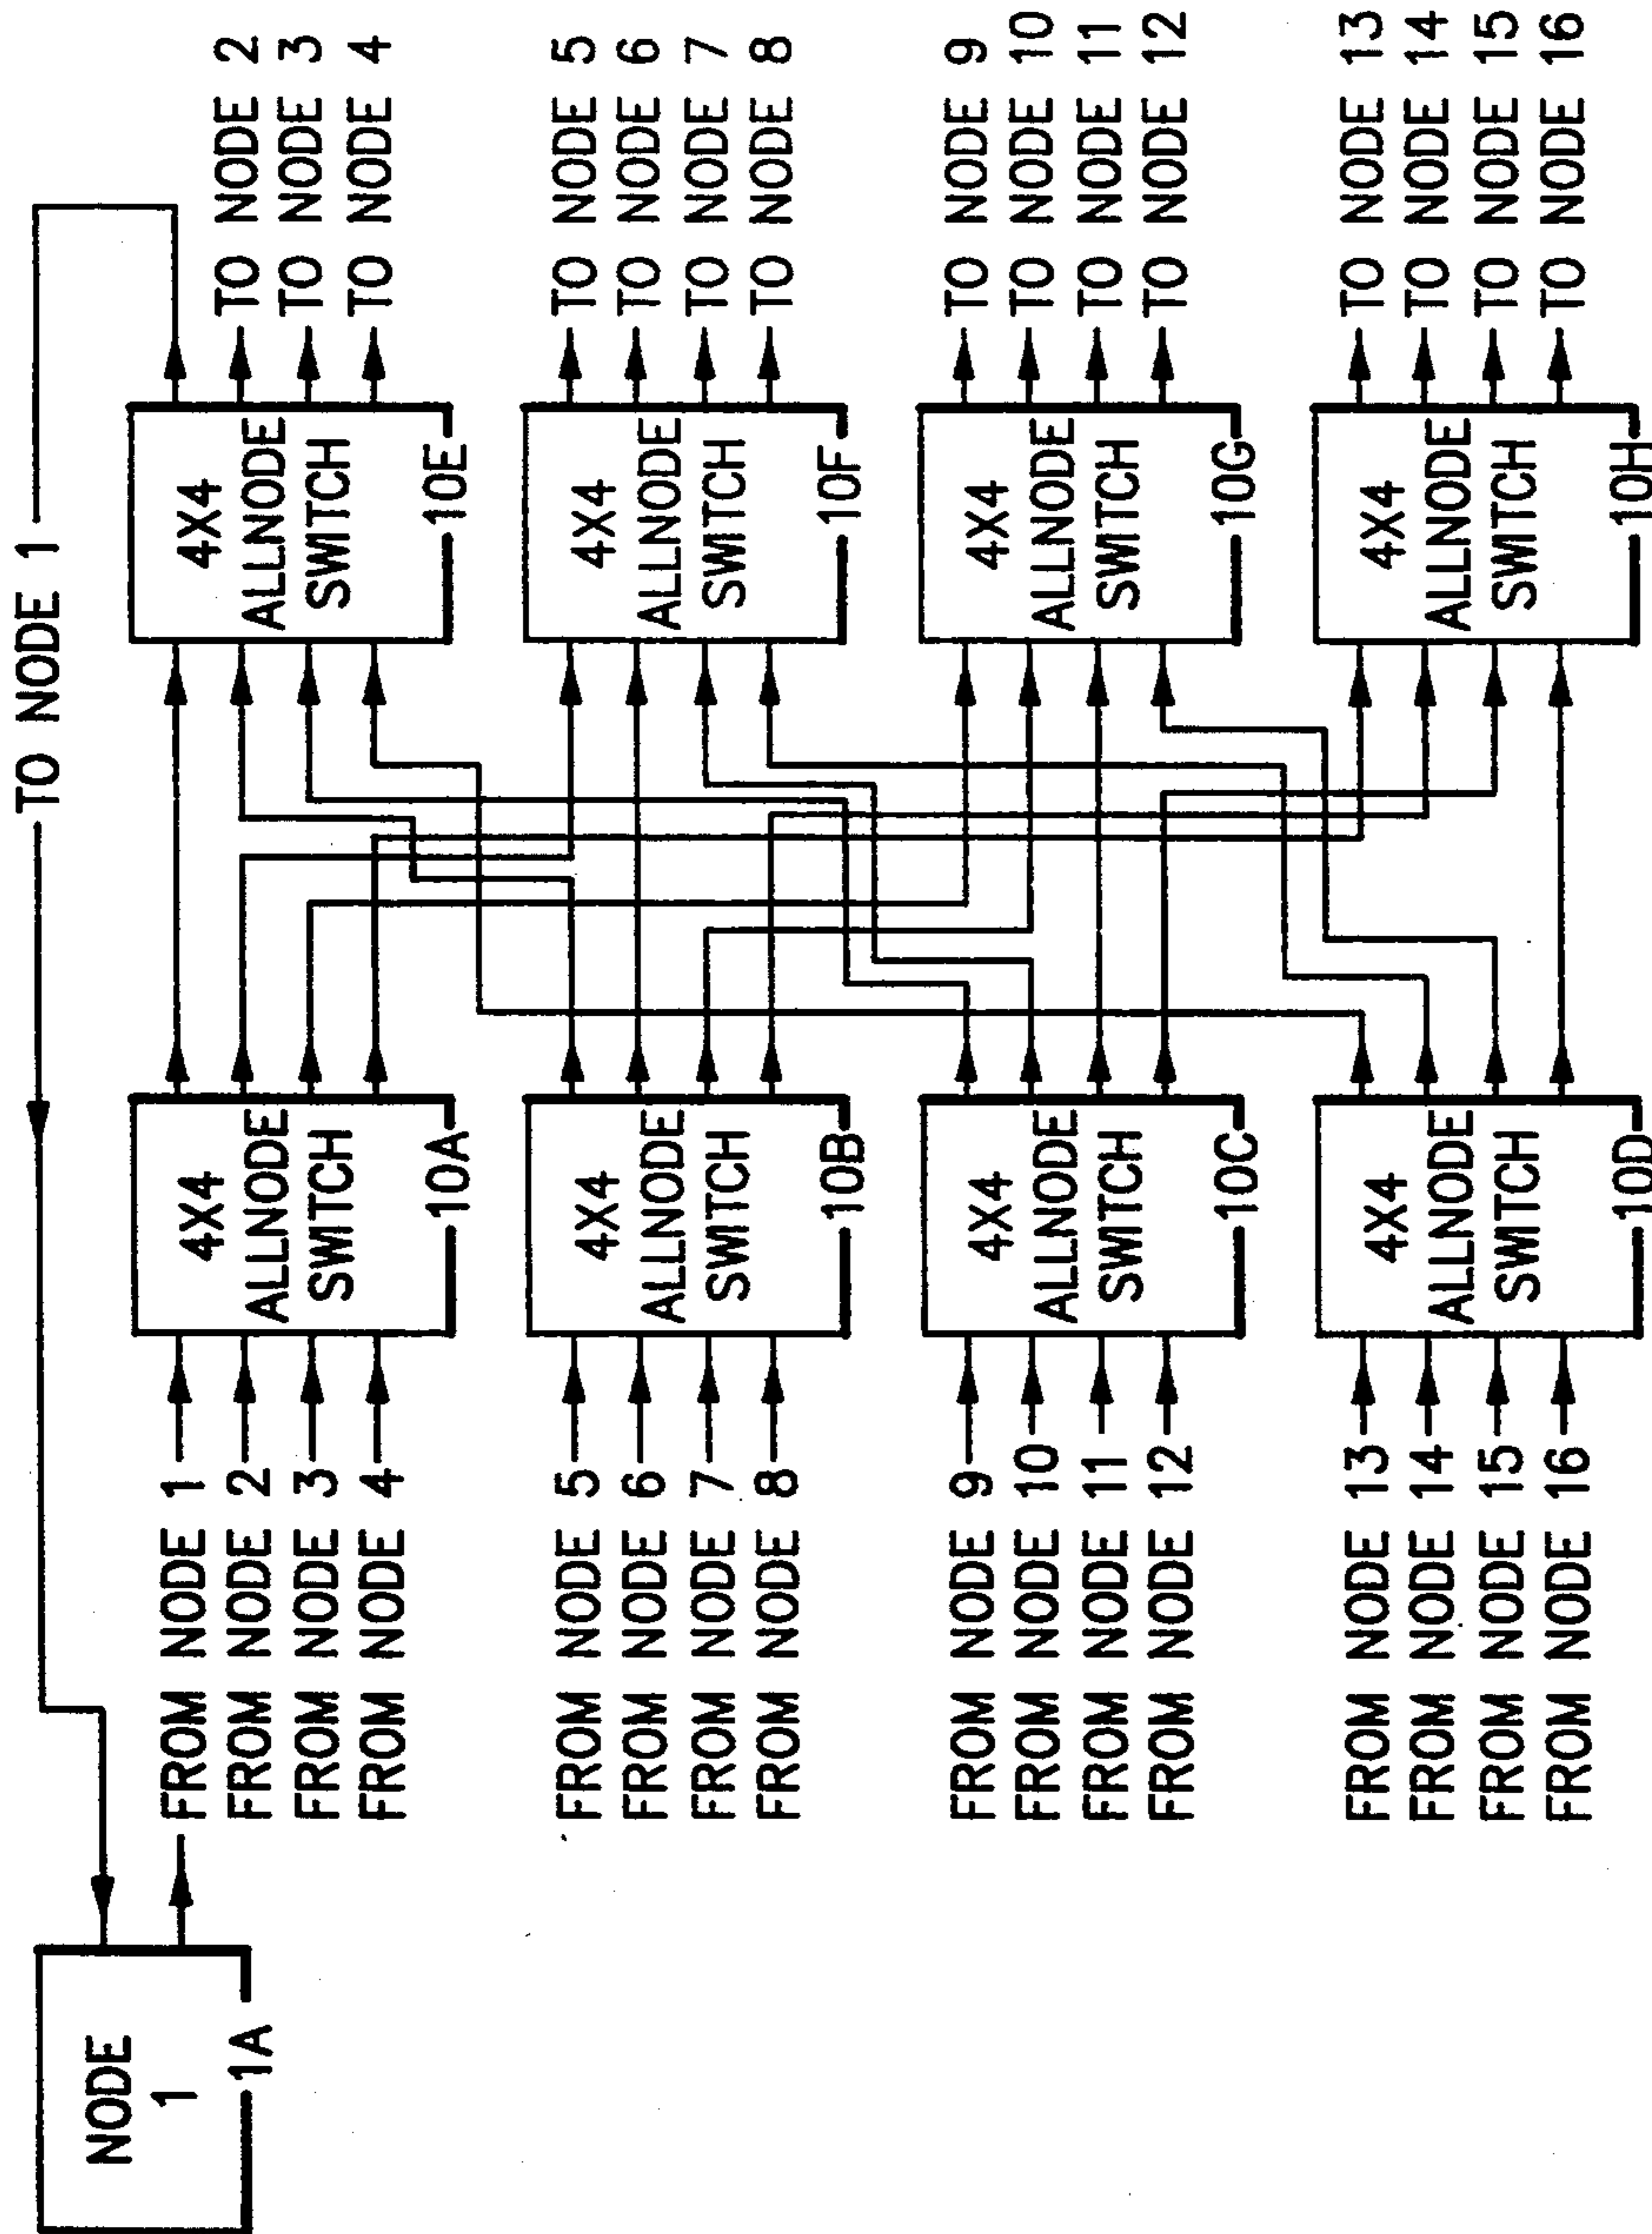 TO NODE 1
NODE
1
1A
FROM NODE 1
FROM NODE 2
FROM NODE 3
FROM NODE 4
4X4
ALLNODE
SWITCH
10A
4X4
ALLNODE
SWITCH
10E
TO NODE 2
TO NODE 3
TO NODE 4
FROM NODE 5
FROM NODE 6
FROM NODE 7
FROM NODE 8
4X4
ALLNODE
SWITCH
10B
4X4
ALLNODE
SWITCH
10F
TO NODE 5
TO NODE 6
TO NODE 7
TO NODE 8
FROM NODE 9
FROM NODE 10
FROM NODE 11
FROM NODE 12
4X4
ALLNODE
SWITCH
10C
4X4
ALLNODE
SWITCH
10G
TO NODE 9
TO NODE 10
TO NODE 11
TO NODE 12
FROM NODE 13
FROM NODE 14
FROM NODE 15
FROM NODE 16
4X4
ALLNODE
SWITCH
10D
4X4
ALLNODE
SWITCH
10H
TO NODE 13
TO NODE 14
TO NODE 15
TO NODE 16